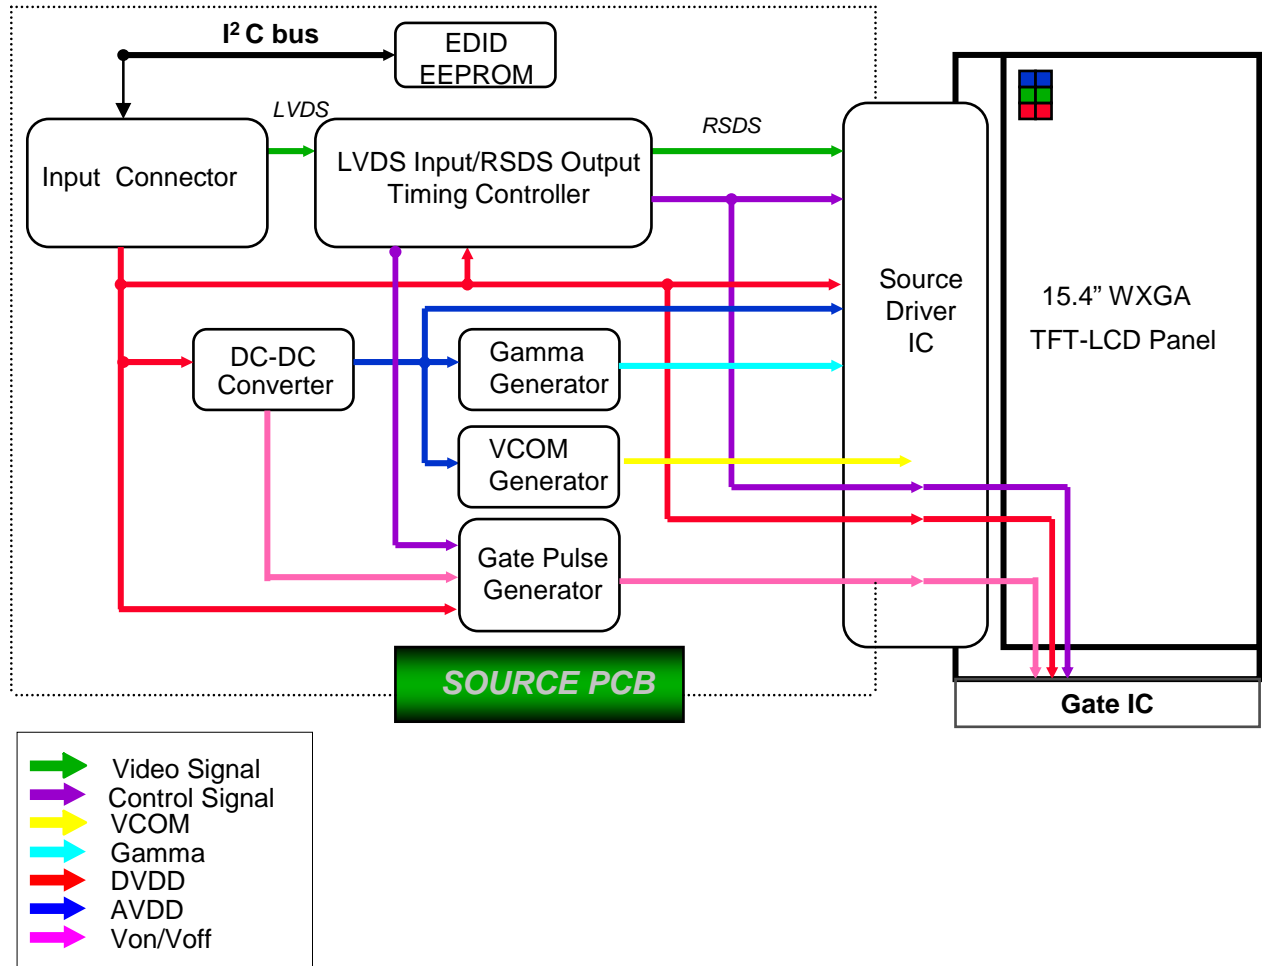 I² C bus
EDID
EEPROM
LVDS
RSDS
Input Connector
LVDS Input/RSDS Output
Timing Controller
Source
Driver
IC
15.4” WXGA
TFT-LCD Panel
DC-DC
Converter
Gamma
Generator
VCOM
Generator
Gate Pulse
Generator
SOURCE PCB
Gate IC
Video Signal
Control Signal
VCOM
Gamma
DVDD
AVDD
Von/Voff